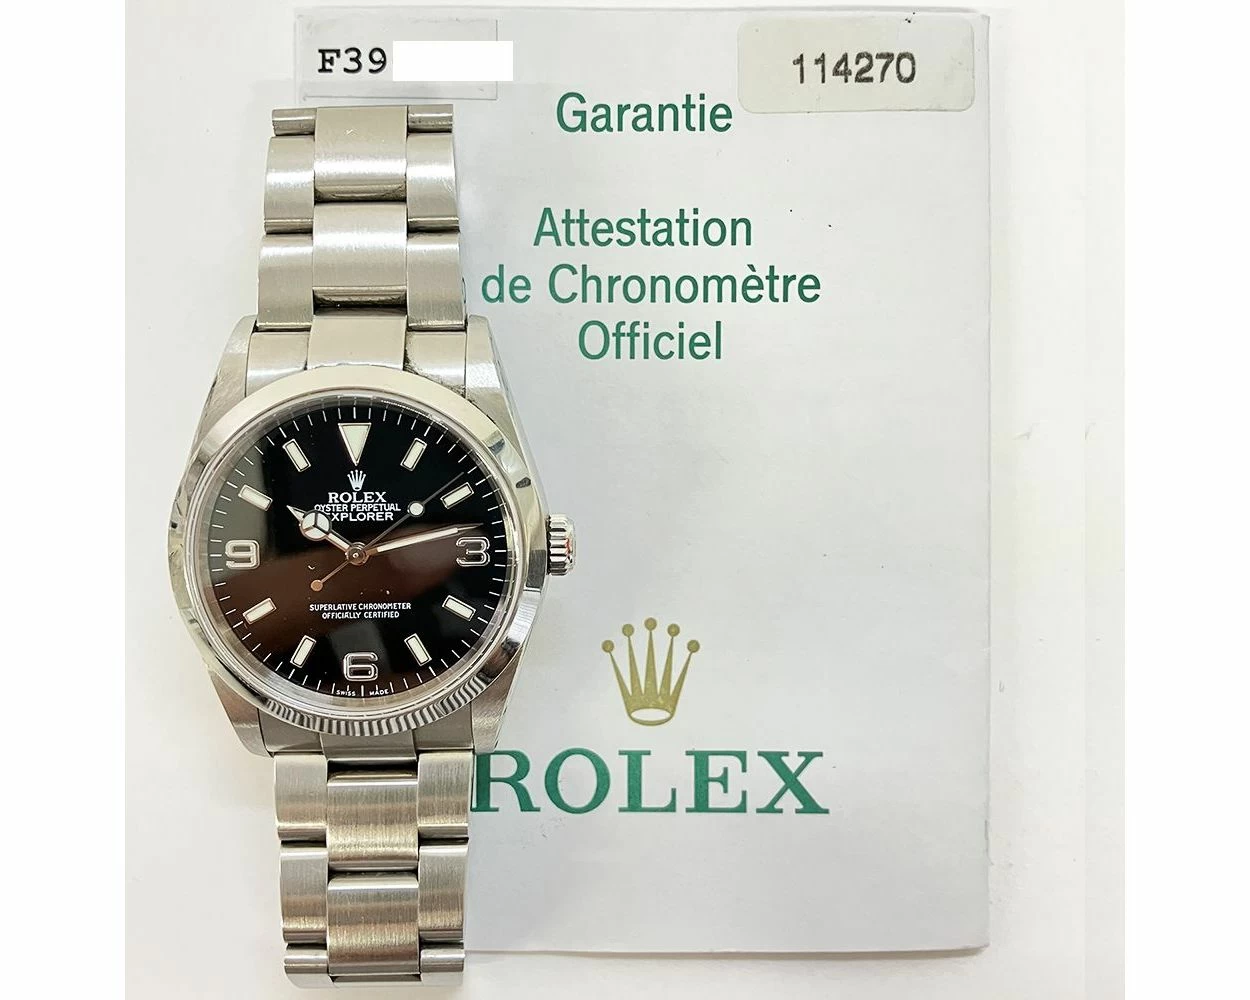 F39
114270
Garantie
Attestation
de Chronomètre
Officiel
ROLEX
OYSTER PERPETUAL
EXPLORER
9
3
6
SUPERLATIVE CHRONOMETER
OFFICIALLY CERTIFIED
SWISS MADE
ROLEX